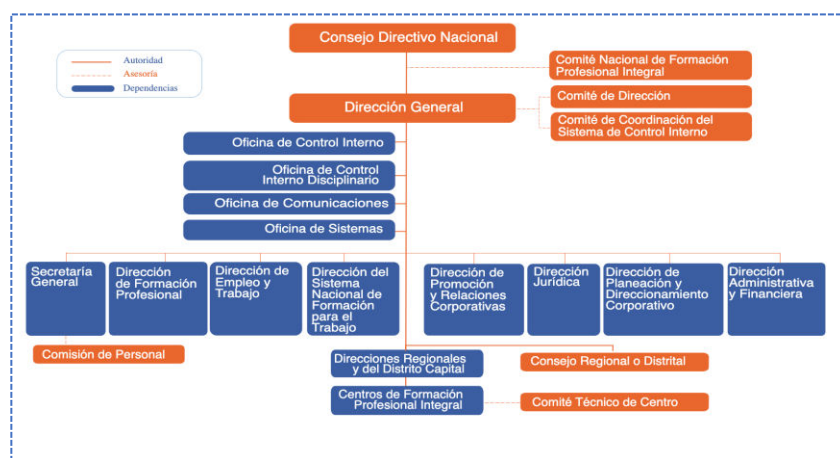 Consejo Directivo Nacional
Autoridad
Asesoría
Dependencias
Comité Nacional de Formación
Profesional Integral
Dirección General
Comité de Dirección
Comité de Coordinación del
Sistema de Control Interno
Oficina de Control Interno
Oficina de Control
Interno Disciplinario
Oficina de Comunicaciones
Oficina de Sistemas
Secretaría
General
Dirección
de Formación
Profesional
Dirección de
Empleo y
Trabajo
Dirección del
Sistema
Nacional de
Formación
para el
Trabajo
Dirección de
Promoción
y Relaciones
Corporativas
Dirección
Jurídica
Dirección de
Planeación y
Direccionamiento
Corporativo
Dirección
Administrativa
y Financiera
Comisión de Personal
Direcciones Regionales
y del Distrito Capital
Consejo Regional o Distrital
Centros de Formación
Profesional Integral
Comité Técnico de Centro